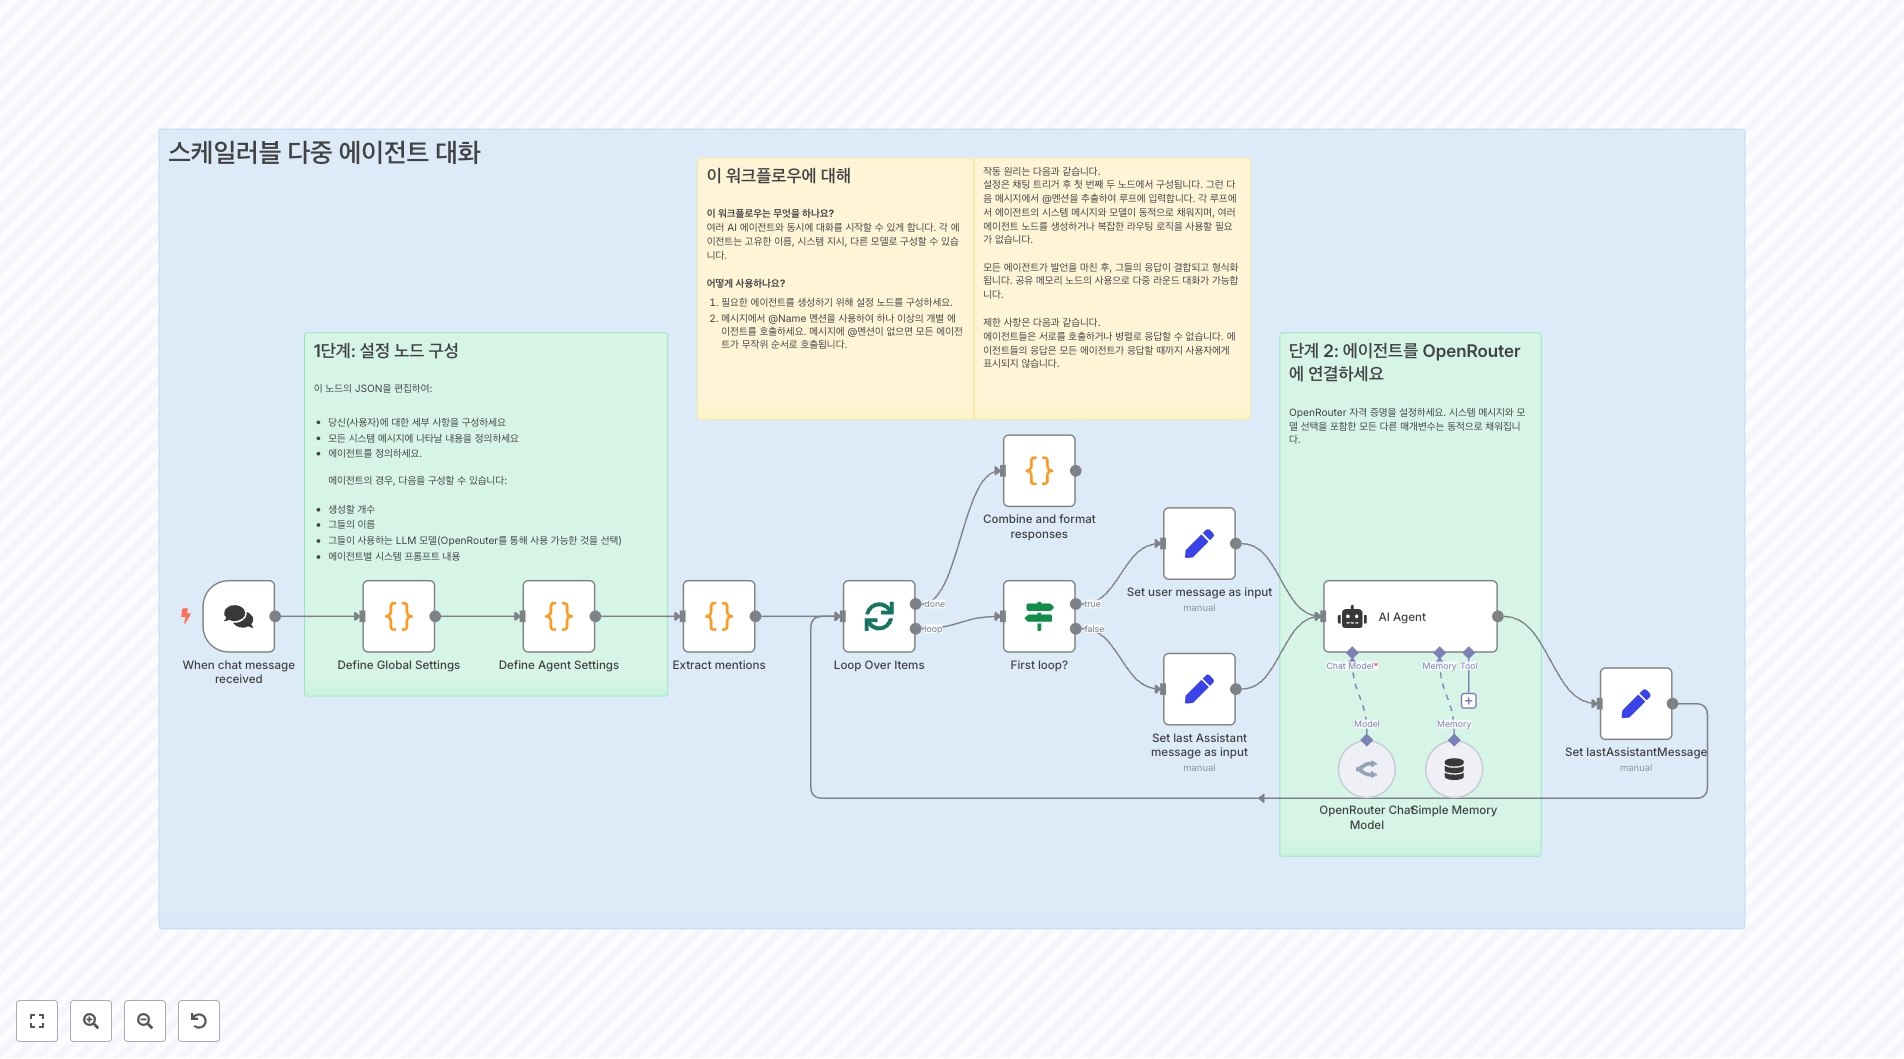 스케일러블 다중 에이전트 대화
이 워크플로우에 대해
이 워크플로우는 무엇을 하나요?
여러 AI 에이전트와 동시에 대화를 시작할 수 있게 합니다. 각 에
이전트는 고유한 이름, 시스템 지시, 다른 모델로 구성할 수 있습
니다.
어떻게 사용하나요?
1. 필요한 에이전트를 생성하기 위해 설정 노드를 구성하세요.
2. 메시지에서 @Name 멘션을 사용하여 하나 이상의 개별 에
이전트를 호출하세요. 메시지에 @멘션이 없으면 모든 에이전
트가 무작위 순서로 호출됩니다.
작동 원리는 다음과 같습니다.
설정은 채팅 트리거 후 첫 번째 두 노드에서 구성됩니다. 그런 다
음 메시지에서 @멘션을 추출하여 루프에 입력합니다. 각 루프에
서 에이전트의 시스템 메시지와 모델이 동적으로 채워지며, 여러
에이전트 노드를 생성하거나 복잡한 라우팅 로직을 사용할 필요
가 없습니다.
모든 에이전트가 발언을 마친 후, 그들의 응답이 결합되고 형식화
됩니다. 공유 메모리 노드의 사용으로 다중 라운드 대화가 가능합
니다.
제한 사항은 다음과 같습니다.
에이전트들은 서로를 호출하거나 병렬로 응답할 수 없습니다. 에
이전트들의 응답은 모든 에이전트가 응답할 때까지 사용자에게
표시되지 않습니다.
1단계: 설정 노드 구성
이 노드의 JSON을 편집하여:
• 당신(사용자)에 대한 세부 사항을 구성하세요
• 모든 시스템 메시지에 나타날 내용을 정의하세요
• 에이전트를 정의하세요.
에이전트의 경우, 다음을 구성할 수 있습니다:
• 생성할 개수
• 그들의 이름
• 그들이 사용하는 LLM 모델(OpenRouter를 통해 사용 가능한 것을 선택)
• 에이전트별 시스템 프롬프트 내용
단계 2: 에이전트를 OpenRouter
에 연결하세요
OpenRouter 자격 증명을 설정하세요. 시스템 메시지와 모
델 선택을 포함한 모든 다른 매개변수는 동적으로 채워집니
다.
When chat message
received
Define Global Settings
Define Agent Settings
Extract mentions
Loop Over Items
done
loop
Combine and format
responses
First loop?
true
false
Set user message as input
manual
Set last Assistant
message as input
manual
AI Agent
Chat Model*
Memory
Tool
Model
Memory
OpenRouter Chat
Model
Simple Memory
Set lastAssistantMessage
manual